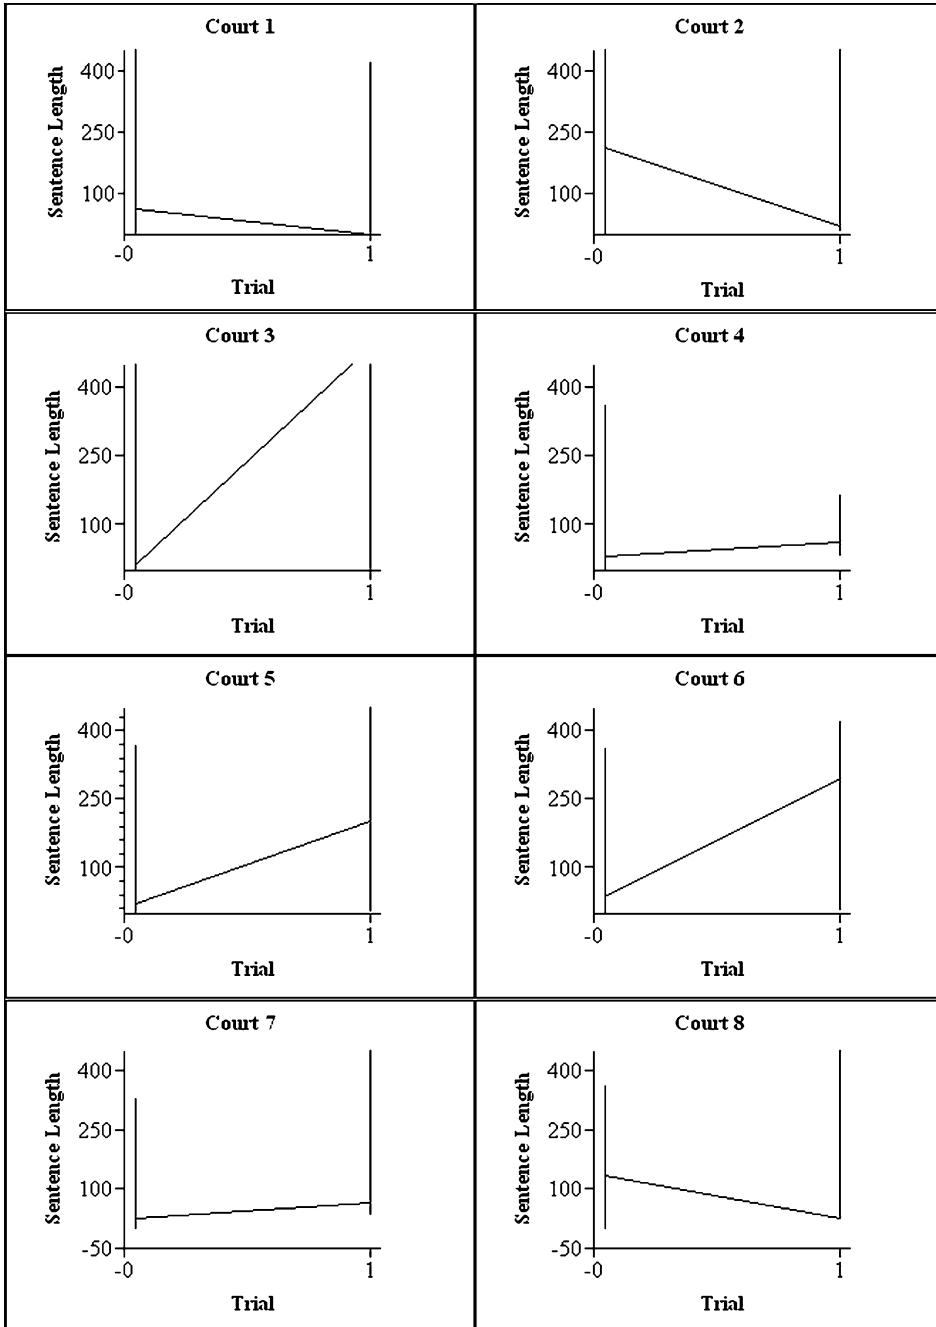 Court 1
Sentence Length
400
250
100
-0
1
Trial
Court 2
Sentence Length
400
250
100
-0
1
Trial
Court 3
Sentence Length
400
250
100
-0
1
Trial
Court 4
Sentence Length
400
250
100
-0
1
Trial
Court 5
Sentence Length
400
250
100
-0
1
Trial
Court 6
Sentence Length
400
250
100
-0
1
Trial
Court 7
Sentence Length
400
250
100
-50
-0
1
Trial
Court 8
Sentence Length
400
250
100
-50
-0
1
Trial